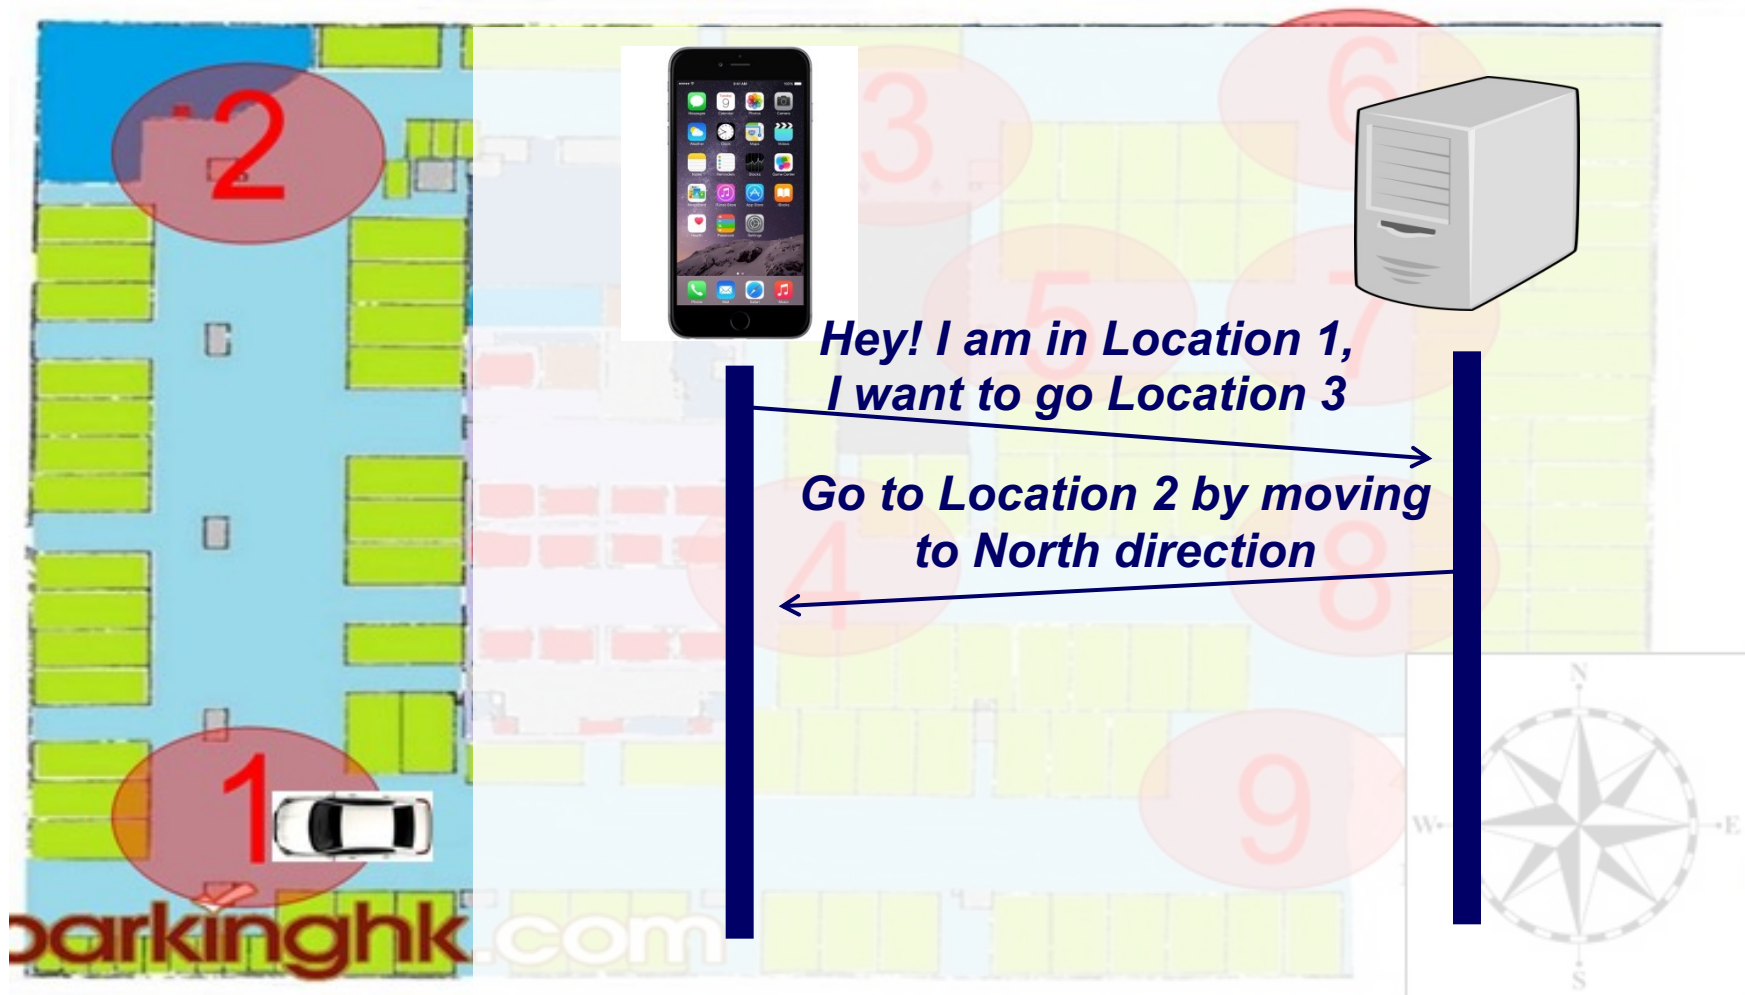 2
3
6
5
7
Hey! I am in Location 1,
I want to go Location 3
Go to Location 2 by moving
to North direction
4
8
1
9
N
W
E
S
parkinghk.com